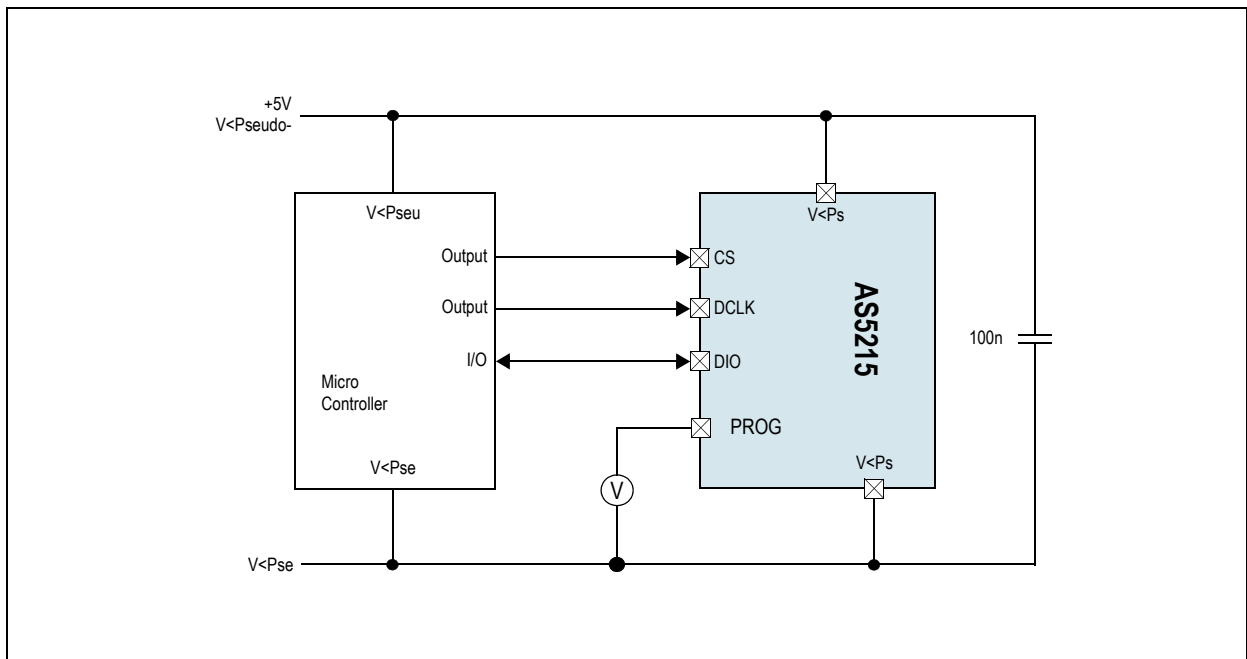 +5V
V<Pseudo-
V<Pseu
V<Ps
Output
CS
Output
DCLK
I/O
DIO
AS5215
100n
Micro
Controller
PROG
V<Pse
V<Ps
V
V<Pse